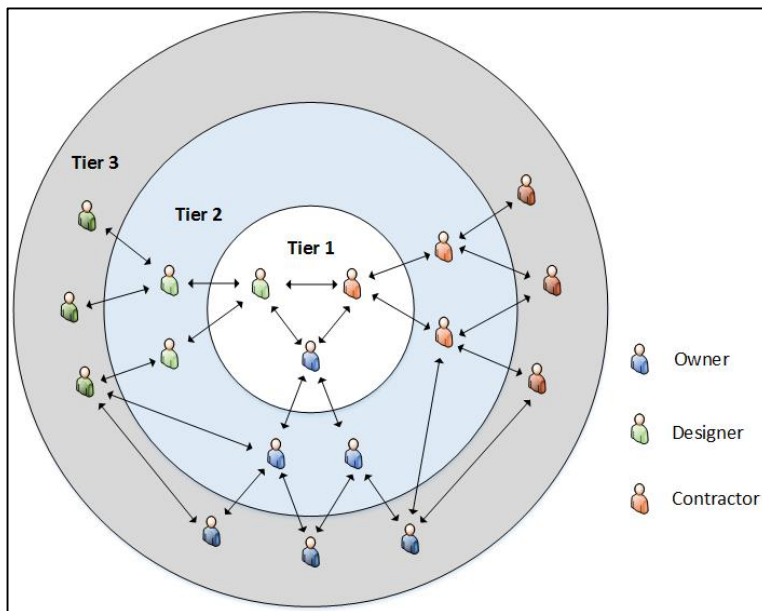 Tier 3
Tier 2
Tier 1
Owner
Designer
Contractor